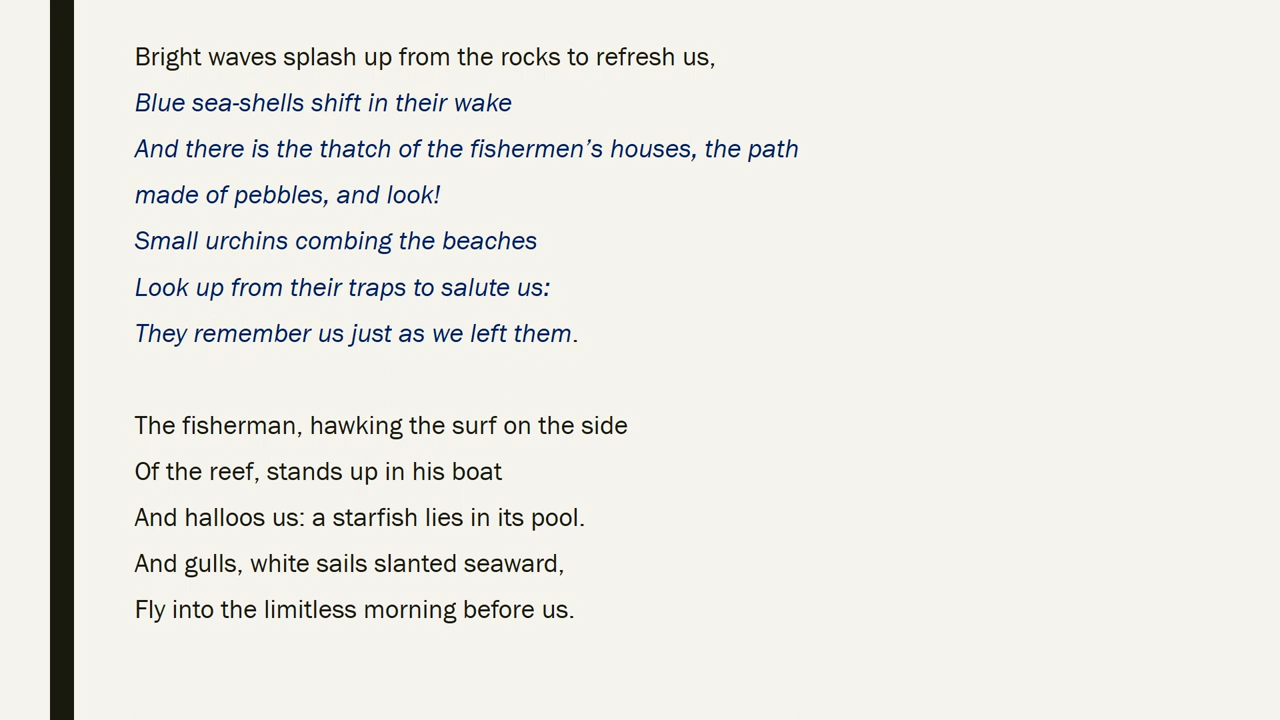 Bright waves splash up from the rocks to refresh us,
Blue sea-shells shift in their wake
And there is the thatch of the fishermen’s houses, the path
made of pebbles, and look!
Small urchins combing the beaches
Look up from their traps to salute us:
They remember us just as we left them.
The fisherman, hawking the surf on the side
Of the reef, stands up in his boat
And halloos us: a starfish lies in its pool.
And gulls, white sails slanted seaward,
Fly into the limitless morning before us.